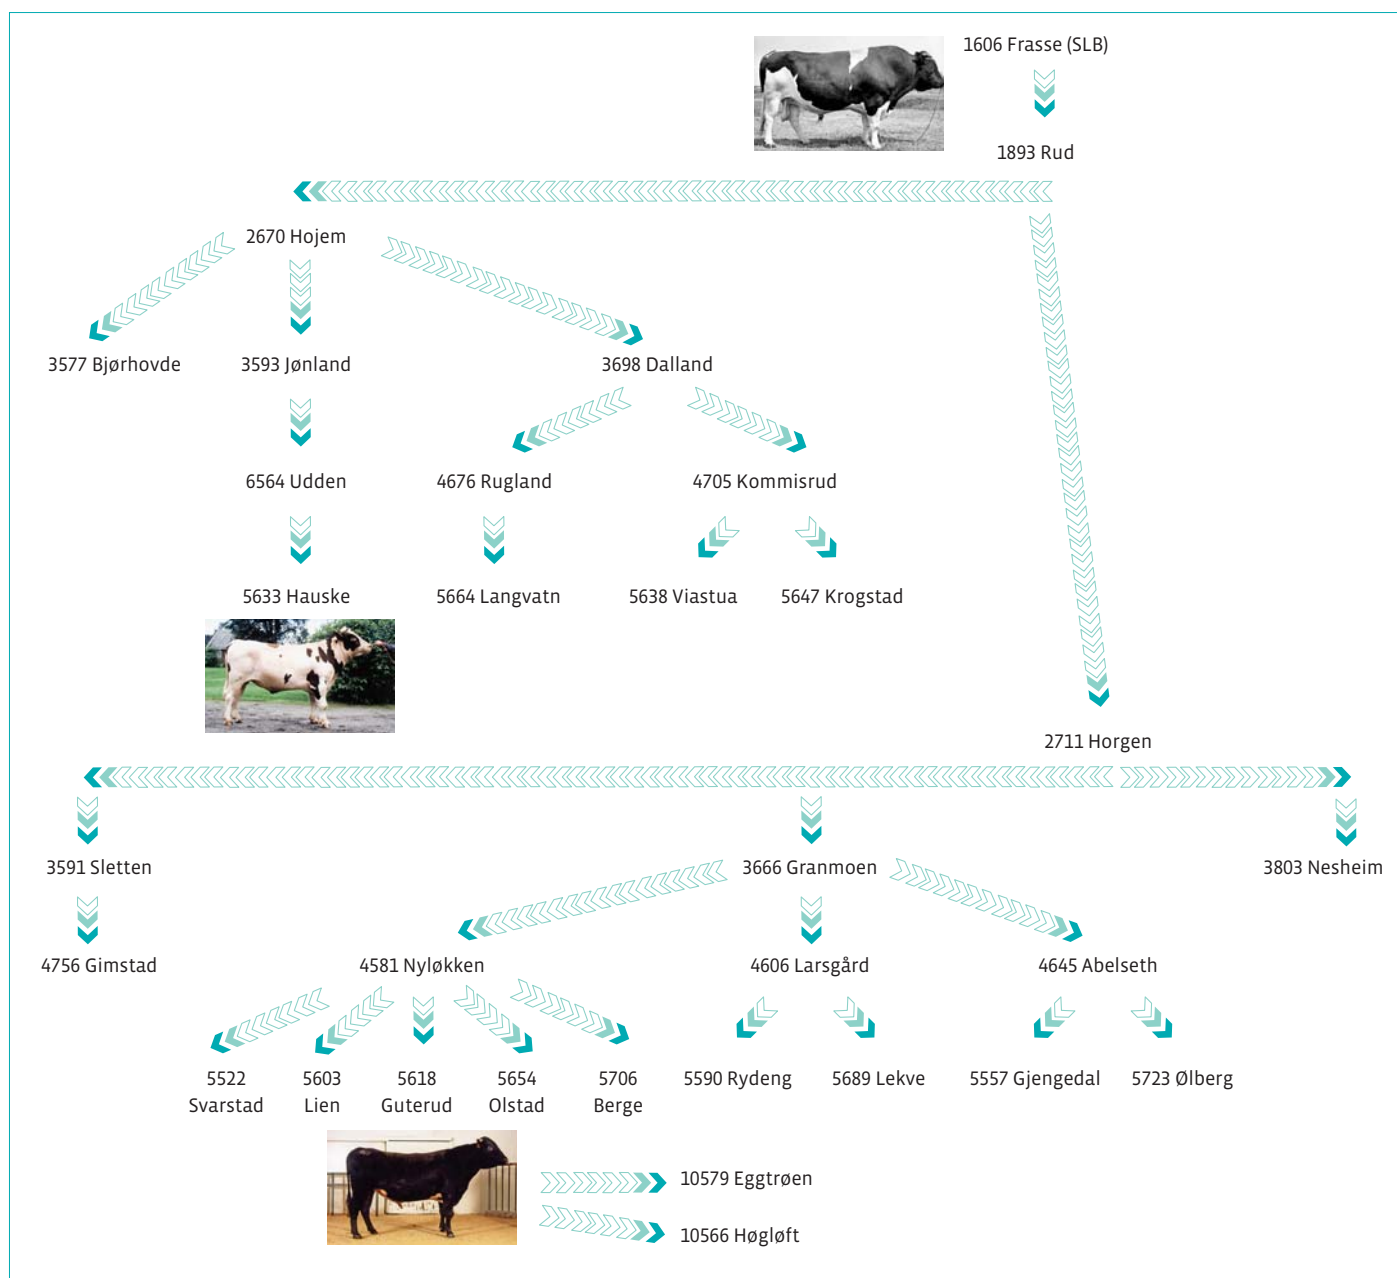 1606 Frasse (SLB)
1893 Rud
2670 Hojem
3577 Bjørhovde
3593 Jønland
3698 Dalland
6564 Udden
4676 Rugland
4705 Kommisrud
5633 Hauske
5664 Langvatn
5638 Viastua
5647 Krogstad
2711 Horgen
3591 Sletten
3666 Granmoen
3803 Nesheim
4756 Gimstad
4581 Nyløkken
4606 Larsgård
4645 Abelseth
5522
Svarstad
5603
Lien
5618
Guterud
5654
Olstad
5706
Berge
5590 Rydeng
5689 Lekve
5557 Gjengedal
5723 Ølberg
10579 Eggtrøen
10566 Høgløft